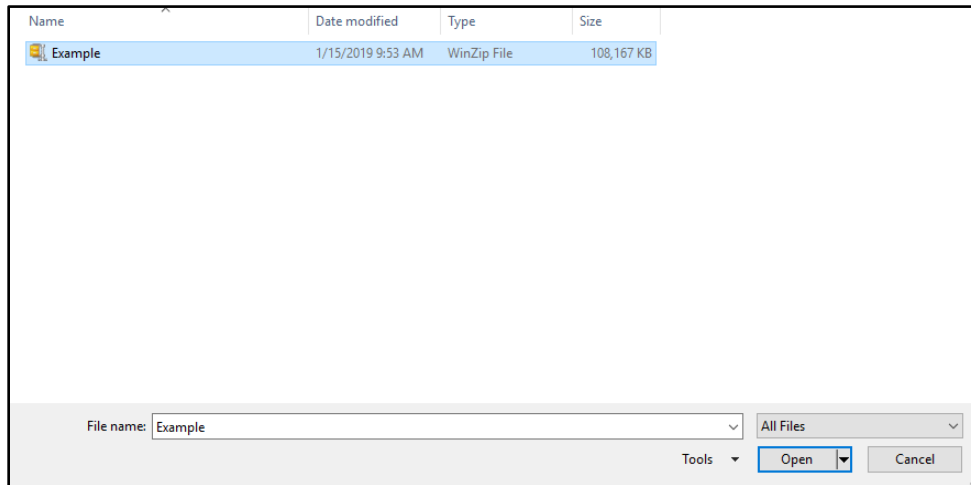 Name Date modified Type Size
Example 1/15/2019 9:53 AM WinZip File 108,167 KB
File name: Example All Files
Tools Open Cancel